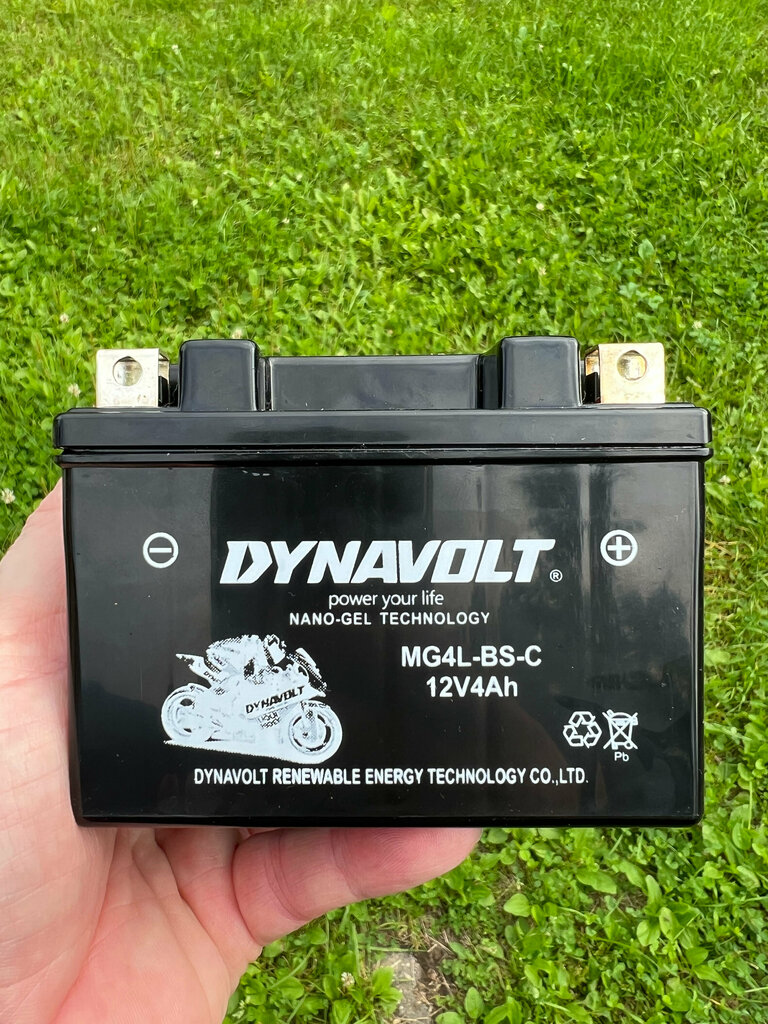 DYNAVOLT®
power your life
NANO-GEL TECHNOLOGY
MG4L-BS-C
12V4Ah
DYNAVOLT
Pb
DYNAVOLT RENEWABLE ENERGY TECHNOLOGY CO.,LTD.